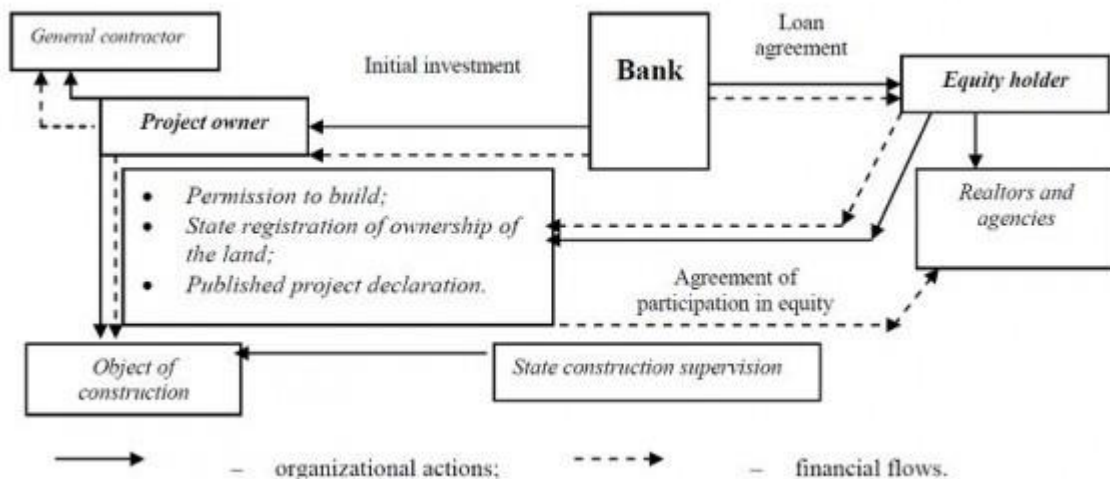 General contractor
Initial investment
Bank
Loan
agreement
Equity holder
Project owner
• Permission to build;
• State registration of ownership of
the land;
• Published project declaration.
Realtors and
agencies
Agreement of
participation in equity
Object of
construction
State construction supervision
– organizational actions;
– financial flows.